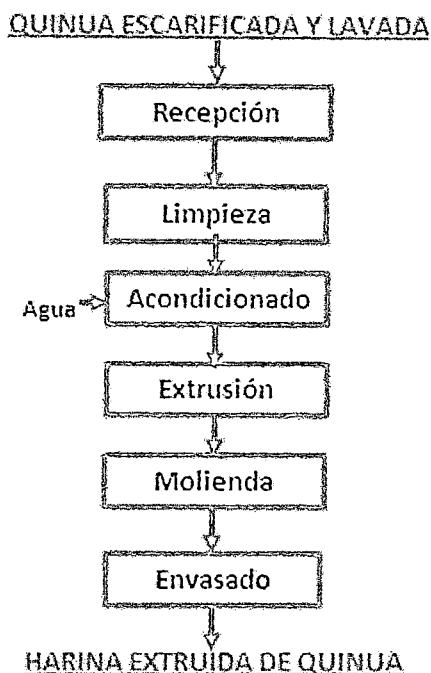 QUINUA ESCARIFICADA Y LAVADA
Recepción
Limpieza
Agua
Acondicionado
Extrusión
Molienda
Envasado
HARINA EXTRUIDA DE QUINUA